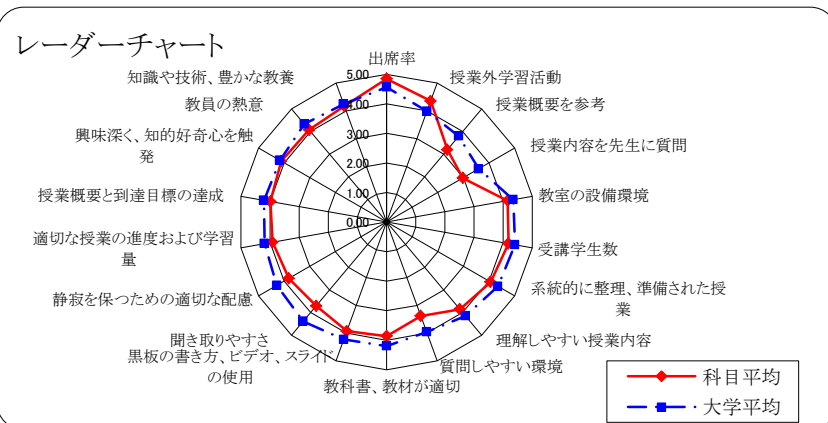 レーダーチャート
出席率
授業外学習活動
授業概要を参考
授業内容を先生に質問
教室の設備環境
受講学生数
系統的に整理、準備された授
業
理解しやすい授業内容
質問しやすい環境
教科書、教材が適切
黒板の書き方、ビデオ、スライド
の使用
聞き取りやすさ
静寂を保つための適切な配慮
適切な授業の進度および学習
量
授業概要と到達目標の達成
興味深く、知的好奇心を触
発
教員の熱意
知識や技術、豊かな教養
5.00
4.00
3.00
2.00
1.00
0.00
科目平均
大学平均